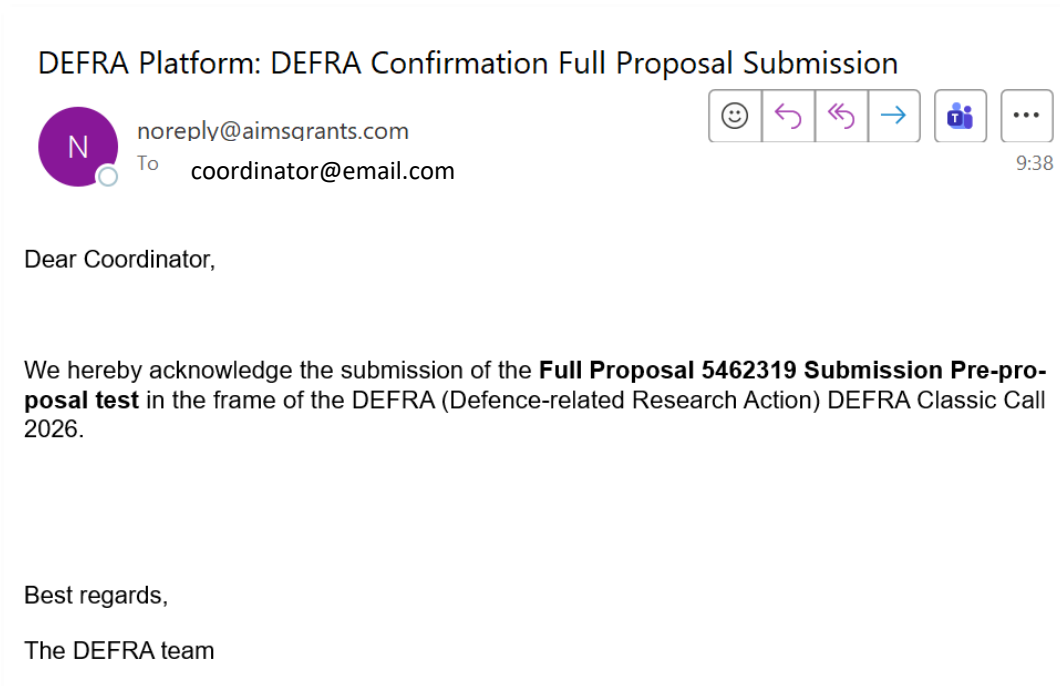 DEFRA Platform: DEFRA Confirmation Full Proposal Submission
N
noreply@aimsgrants.com
To coordinator@email.com
T
9:38
Dear Coordinator,
We hereby acknowledge the submission of the Full Proposal 5462319 Submission Pre-pro-
posal test in the frame of the DEFRA (Defence-related Research Action) DEFRA Classic Call
2026.
Best regards,
The DEFRA team